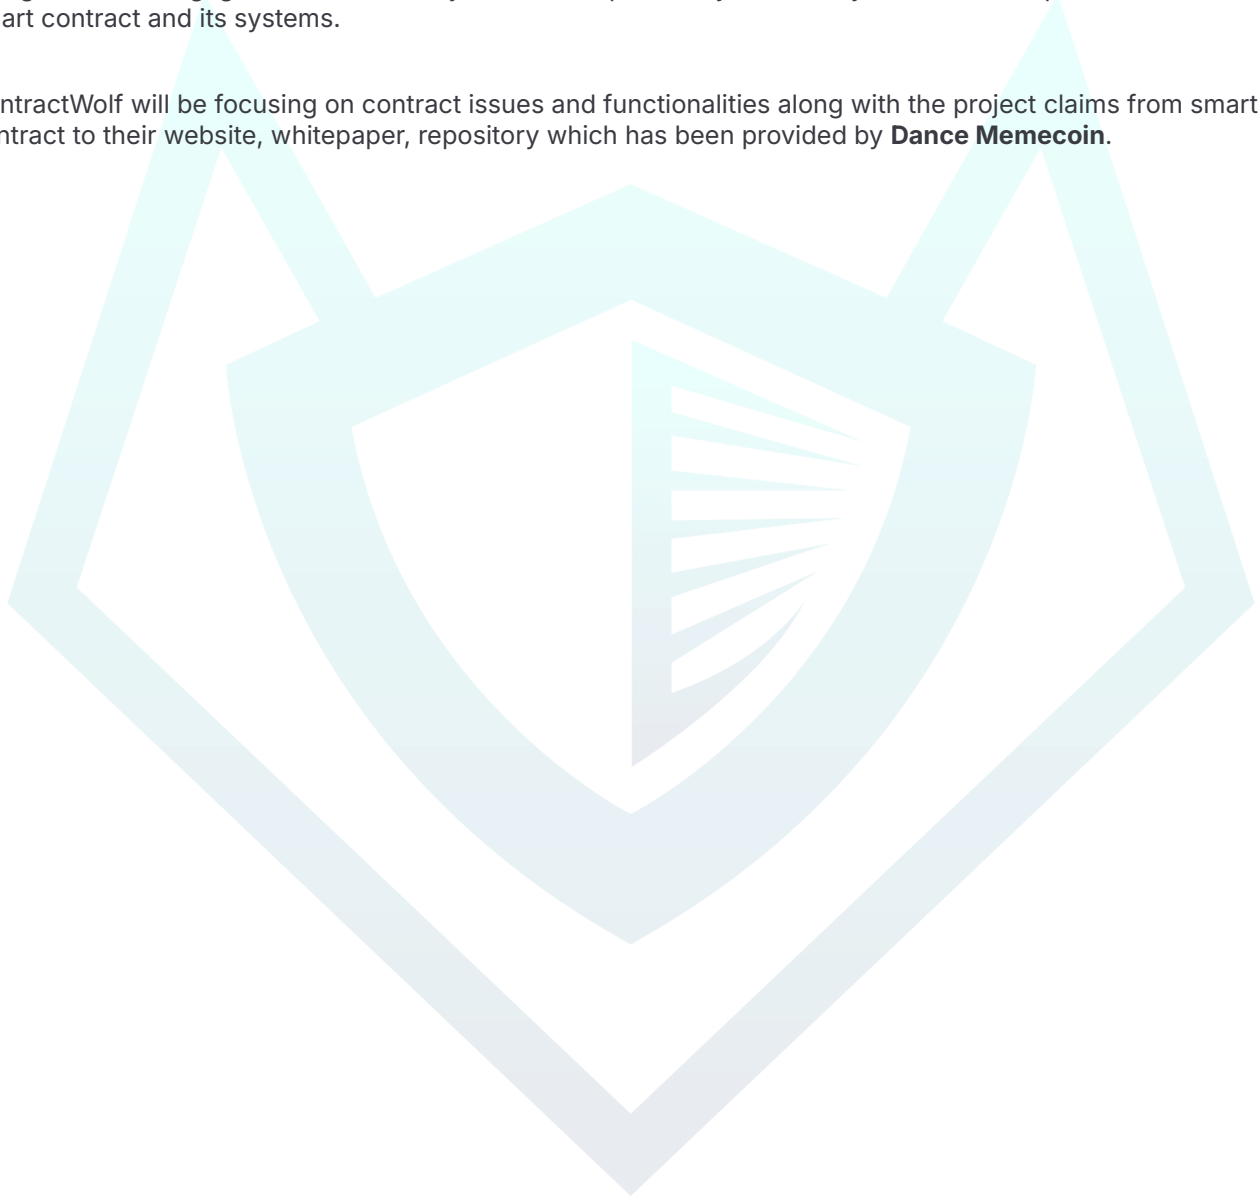 art contract and its systems.
ntractWolf will be focusing on contract issues and functionalities along with the project claims from smart
ntract to their website, whitepaper, repository which has been provided by Dance Memecoin.